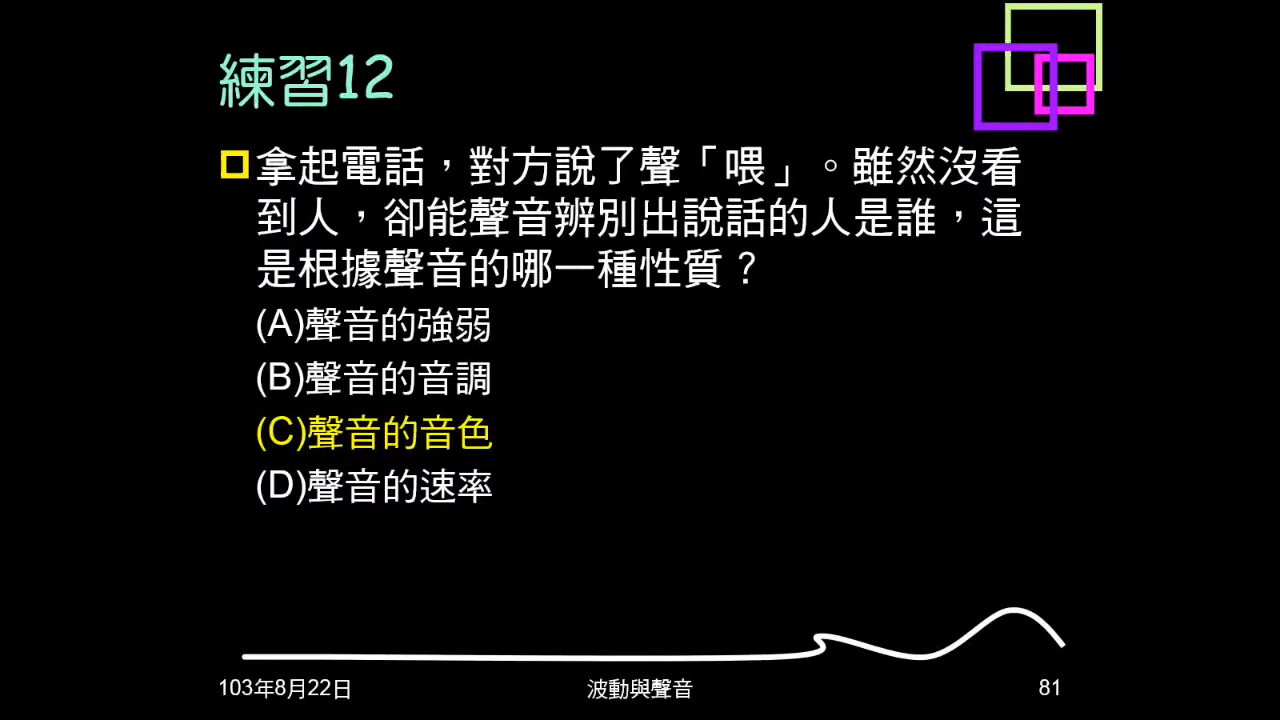 練習12
拿起電話，對方說了聲「喂」。雖然沒看
到人，卻能聲音辨別出說話的人是誰，這
是根據聲音的哪一種性質？
(A)聲音的強弱
(B)聲音的音調
(C)聲音的音色
(D)聲音的速率
103年8月22日
波動與聲音
81